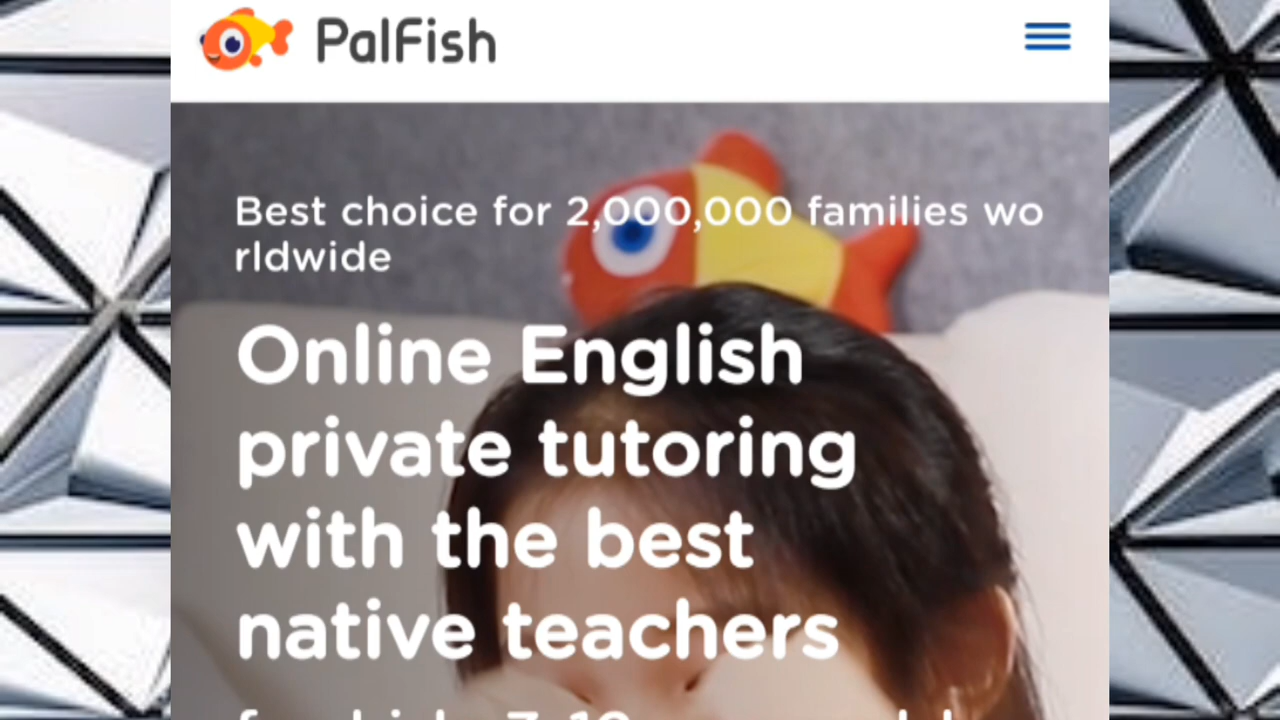 PalFish
Best choice for 2,000,000 families wo
rldwide
Online English
private tutoring
with the best
native teachers